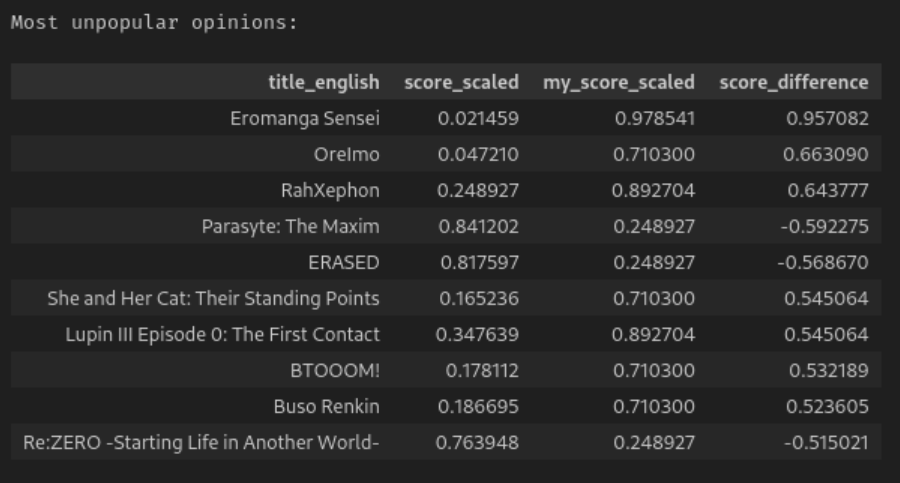 Most unpopular opinions:
title_english score_scaled my_score_scaled score_difference
Eromanga Sensei 0.021459 0.978541 0.957082
OreImo 0.047210 0.710300 0.663090
RahXephon 0.248927 0.892704 0.643777
Parasyte: The Maxim 0.841202 0.248927 -0.592275
ERASED 0.817597 0.248927 -0.568670
She and Her Cat: Their Standing Points 0.165236 0.710300 0.545064
Lupin III Episode 0: The First Contact 0.347639 0.892704 0.545064
BTOOOM! 0.178112 0.710300 0.532189
Buso Renkin 0.186695 0.710300 0.523605
Re:ZERO -Starting Life in Another World- 0.763948 0.248927 -0.515021